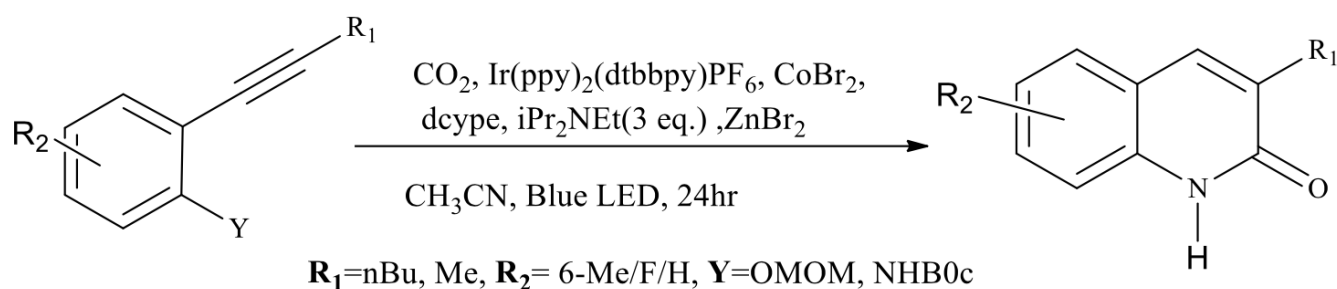 R1
R2
Y
CO2, Ir(ppy)2(dtbbpy)PF6, CoBr2,
dcype, iPr2NEt(3 eq.) ,ZnBr2
CH3CN, Blue LED, 24hr
R1
R2
N
H
O
R1=nBu, Me, R2= 6-Me/F/H, Y=OMOM, NHB0c